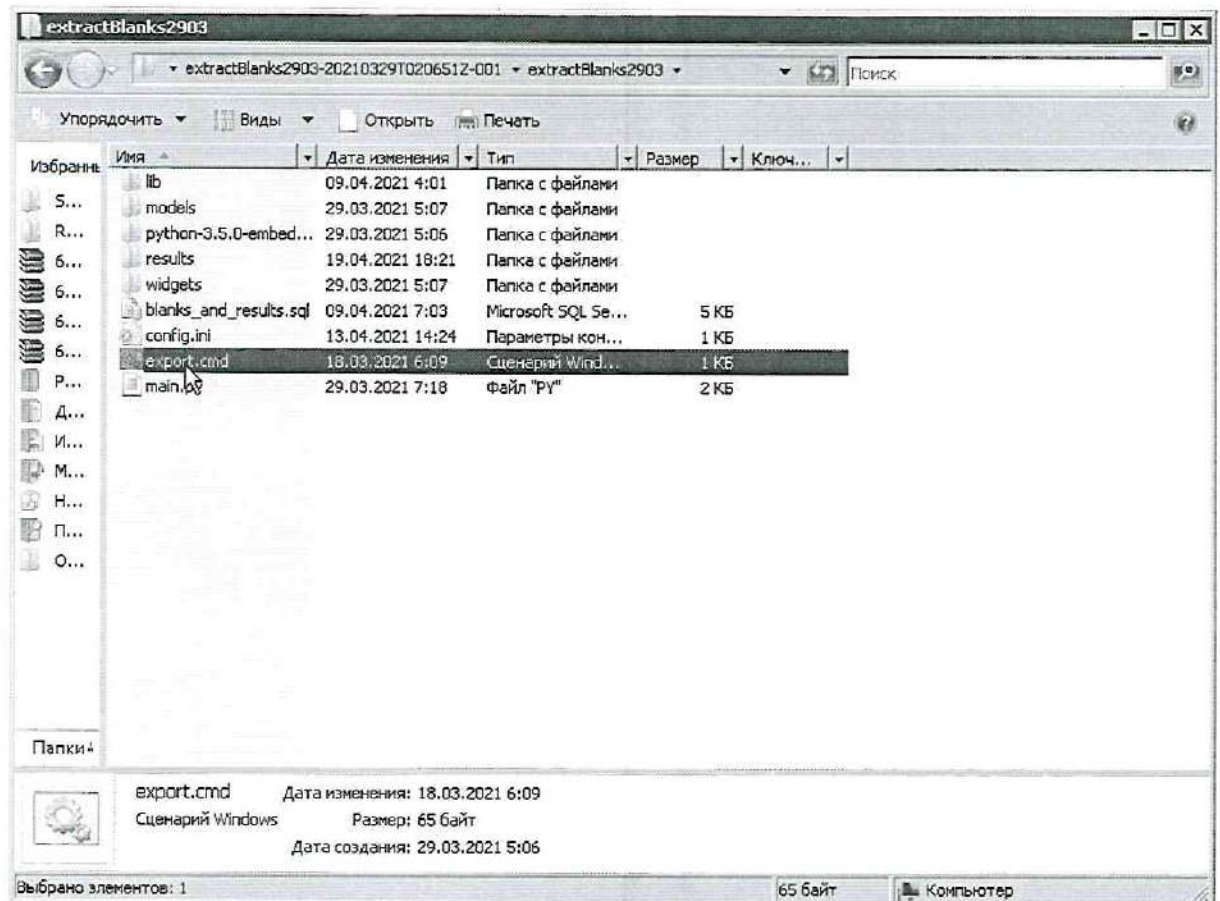 extractBlanks2903
extractBlanks2903-20210329T020651Z-001 extractBlanks2903
Поиск
Упорядочить Виды Открыть Печать
Избраннь Имя Дата изменения Тип Размер Ключ...
lib 09.04.2021 4:01 Папка с файлами
S... models 29.03.2021 5:07 Папка с файлами
R... python-3.5.0-embed... 29.03.2021 5:06 Папка с файлами
6... results 19.04.2021 18:21 Папка с файлами
6... widgets 29.03.2021 5:07 Папка с файлами
6... blanks_and_results.sql 09.04.2021 7:03 Microsoft SQL Se... 5 КБ
config.ini 13.04.2021 14:24 Параметры кон... 1 КБ
6... export.cmd 18.03.2021 6:09 Сценарий Wind... 1 КБ
Р... main.py 29.03.2021 7:18 Файл "PY" 2 КБ
Д...
И...
М...
Н...
П...
О...
Папки
export.cmd Дата изменения: 18.03.2021 6:09
Сценарий Windows Размер: 65 байт
Дата создания: 29.03.2021 5:06
Выбрано элементов: 1 65 байт Компьютер